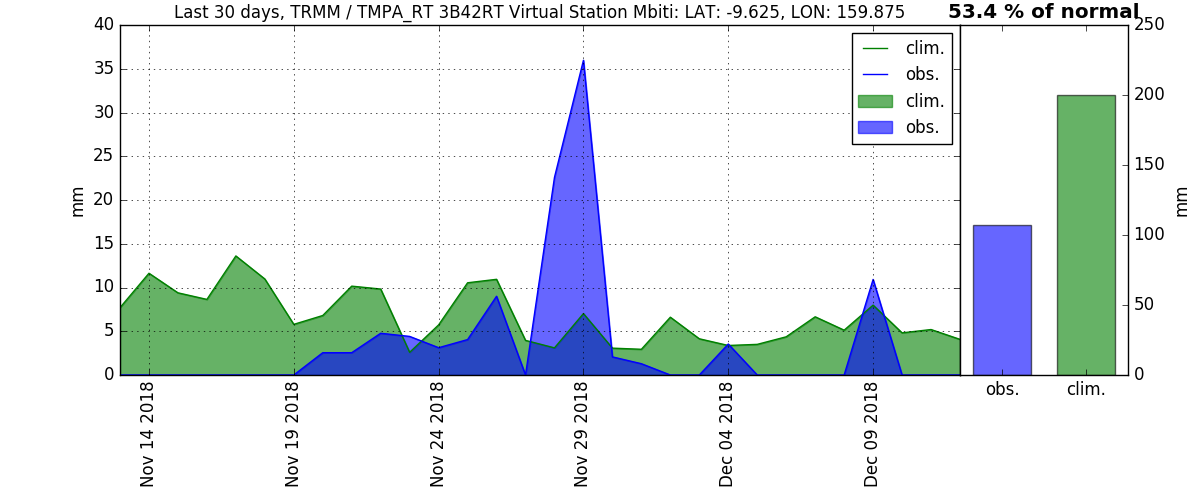 Last 30 days, TRMM / TMPA_RT 3B42RT Virtual Station Mbiti: LAT: -9.625, LON: 159.875
53.4 % of normal
40
35
30
25
20
15
10
5
0
mm
clim.
obs.
clim.
obs.
Nov 14 2018
Nov 19 2018
Nov 24 2018
Nov 29 2018
Dec 04 2018
Dec 09 2018
250
200
150
100
50
0
mm
obs.
clim.